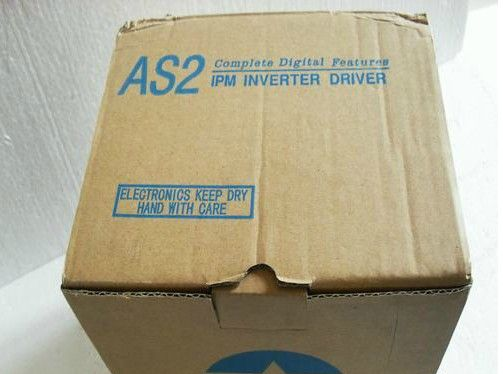 AS2 Complete Digital Features
IPM INVERTER DRIVER
ELECTRONICS KEEP DRY
HAND WITH CARE